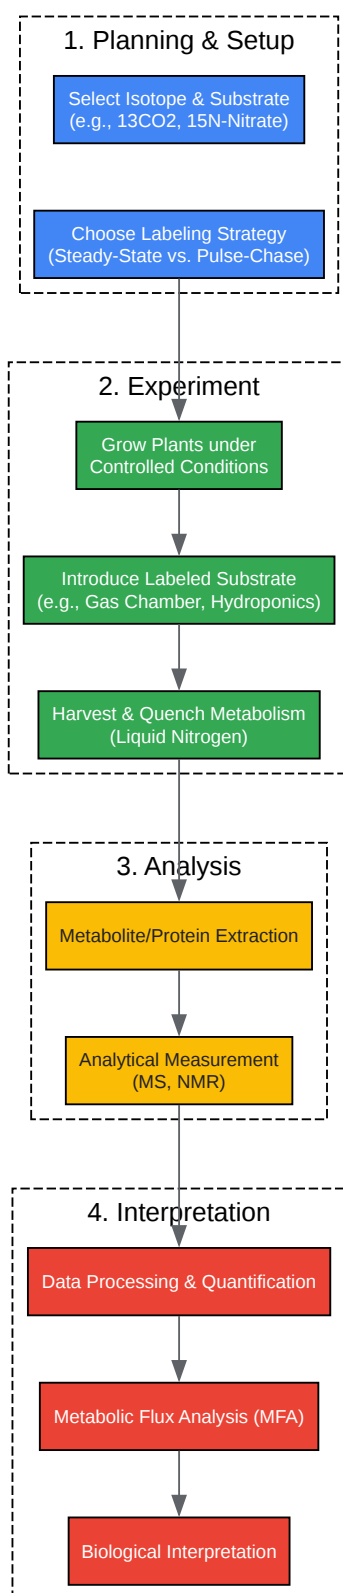 1. Planning & Setup
Select Isotope & Substrate
(e.g., 13CO2, 15N-Nitrate)
Choose Labeling Strategy
(Steady-State vs. Pulse-Chase)
2. Experiment
Grow Plants under
Controlled Conditions
Introduce Labeled Substrate
(e.g., Gas Chamber, Hydroponics)
Harvest & Quench Metabolism
(Liquid Nitrogen)
3. Analysis
Metabolite/Protein Extraction
Analytical Measurement
(MS, NMR)
4. Interpretation
Data Processing & Quantification
Metabolic Flux Analysis (MFA)
Biological Interpretation